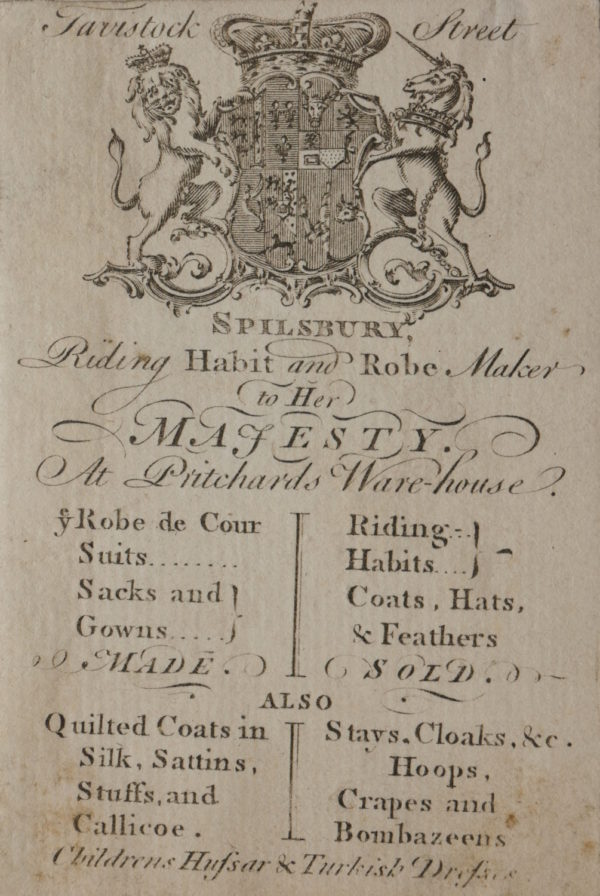 Tavistock Street
SPILSBURY,
Riding Habit and Robe Maker
to Her
MAJESTY.
At Pritchards Ware-house.
ye Robe de Cour
Suits........
Sacks and }
Gowns..... }
MADE.
Riding-- }
Habits.... }
Coats, Hats,
& Feathers
SOLD.
ALSO
Quilted Coats in
Silk, Sattins,
Stuffs, and
Callicoe.
Stays, Cloaks, &c.
Hoops,
Crapes and
Bombazeens
Childrens Huſsar & Turkish Dreſses